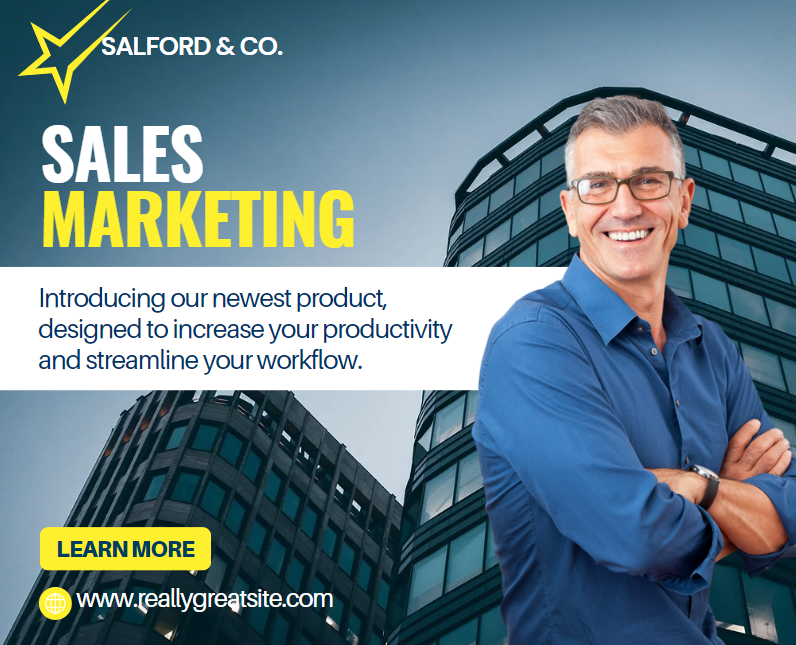 SALFORD & CO.
SALES
MARKETING
Introducing our newest product,
designed to increase your productivity
and streamline your workflow.
LEARN MORE
www.reallygreatsite.com